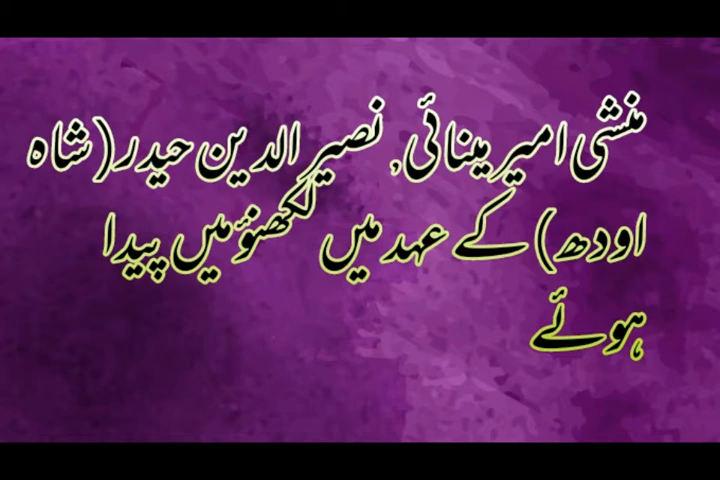 منشی امیر مینائی, نصیر الدین حیدر( شاہ
اودھ) کے عہد میں لکھنؤ میں پیدا
ہوئے